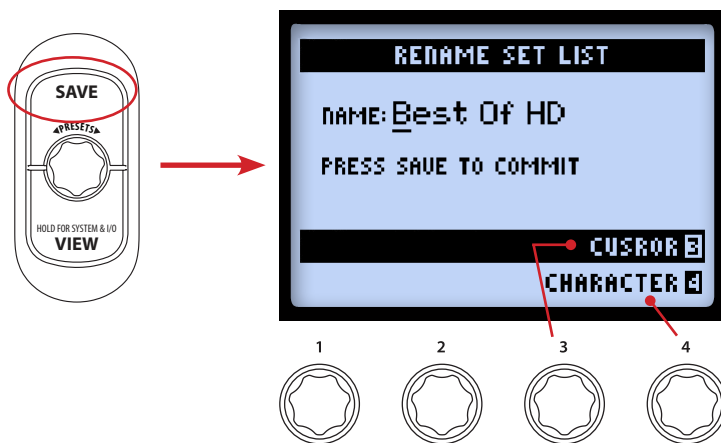 SAVE
◄PRESETS►
HOLD FOR SYSTEM & I/O
VIEW
RENAME SET LIST
NAME: Best Of HD
PRESS SAVE TO COMMIT
CUSROR 3
CHARACTER 4
1 2 3 4